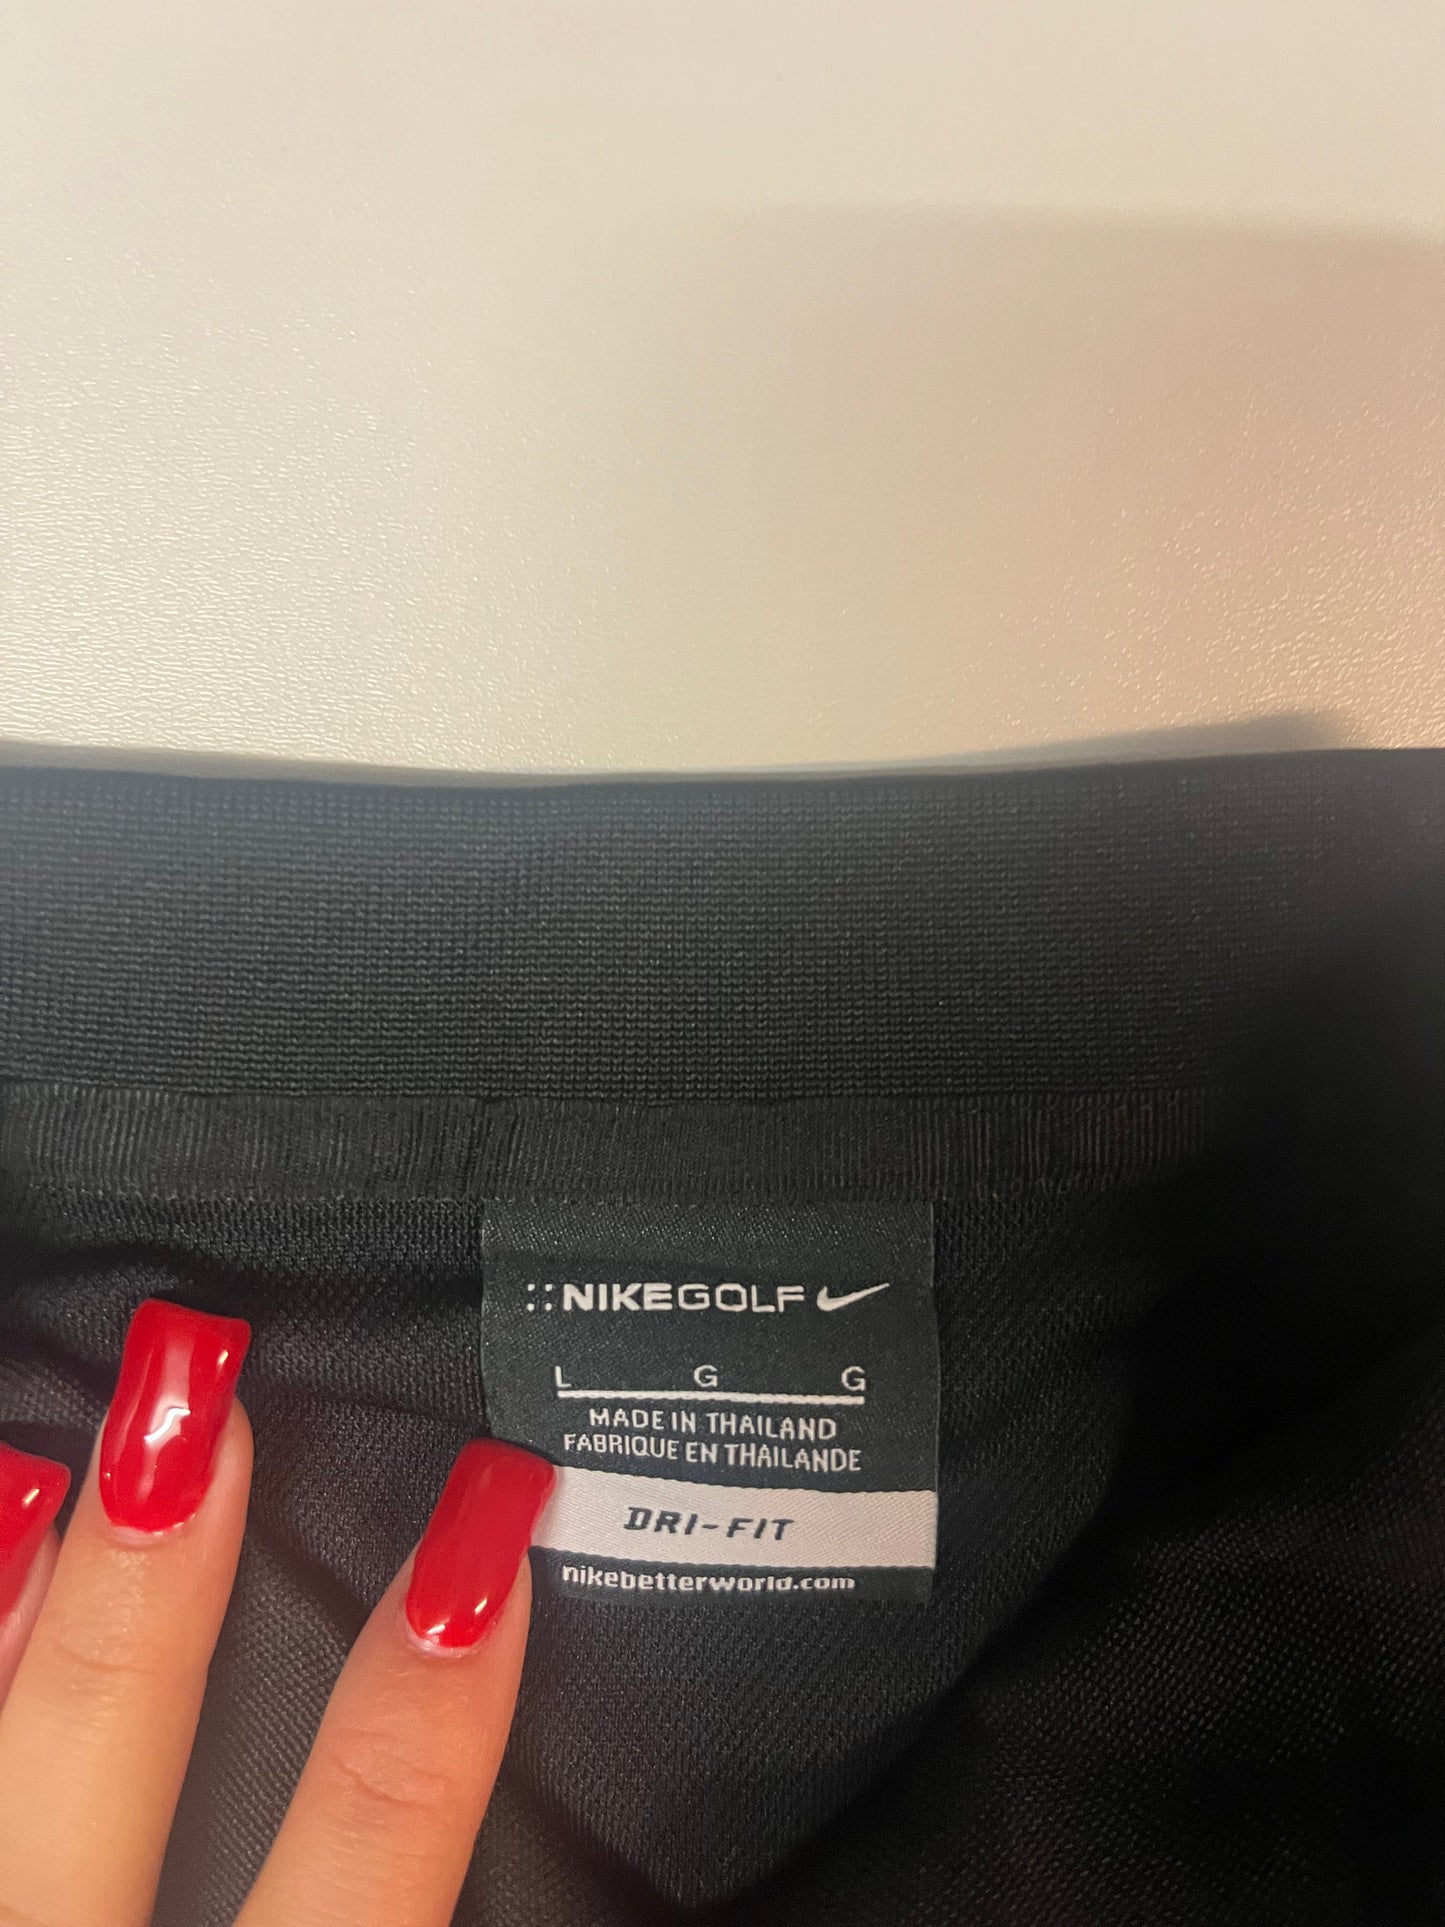 NIKEGOLF
L G G
MADE IN THAILAND
FABRIQUE EN THAILANDE
DRI-FIT
nikebetterworld.com